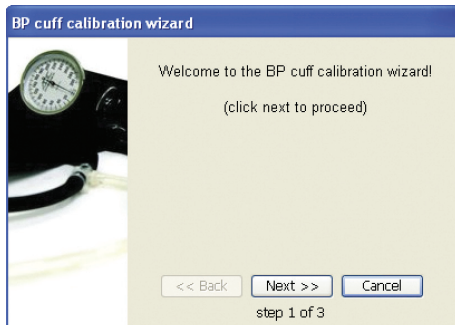 BP cuff calibration wizard
Welcome to the BP cuff calibration wizard!
(click next to proceed)
<< Back Next >> Cancel
step 1 of 3